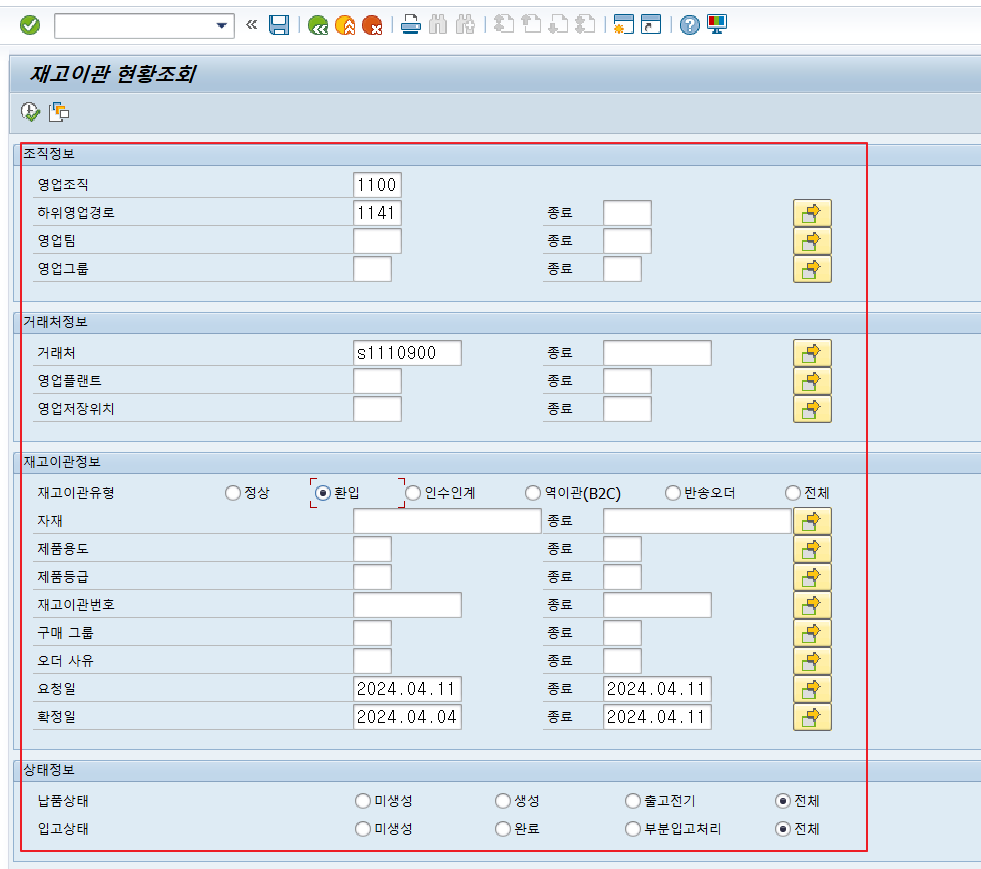 재고이관 현황조회
조직정보
영업조직 1100
하위영업경로 1141 종료
영업팀 종료
영업그룹 종료
거래처정보
거래처 s1110900 종료
영업플랜트 종료
영업저장위치 종료
재고이관정보
재고이관유형 정상 환입 인수인계 역이관(B2C) 반송오더 전체
자재 종료
제품용도 종료
제품등급 종료
재고이관번호 종료
구매 그룹 종료
오더 사유 종료
요청일 2024.04.11 종료 2024.04.11
확정일 2024.04.04 종료 2024.04.11
상태정보
납품상태 미생성 생성 출고전기 전체
입고상태 미생성 완료 부분입고처리 전체